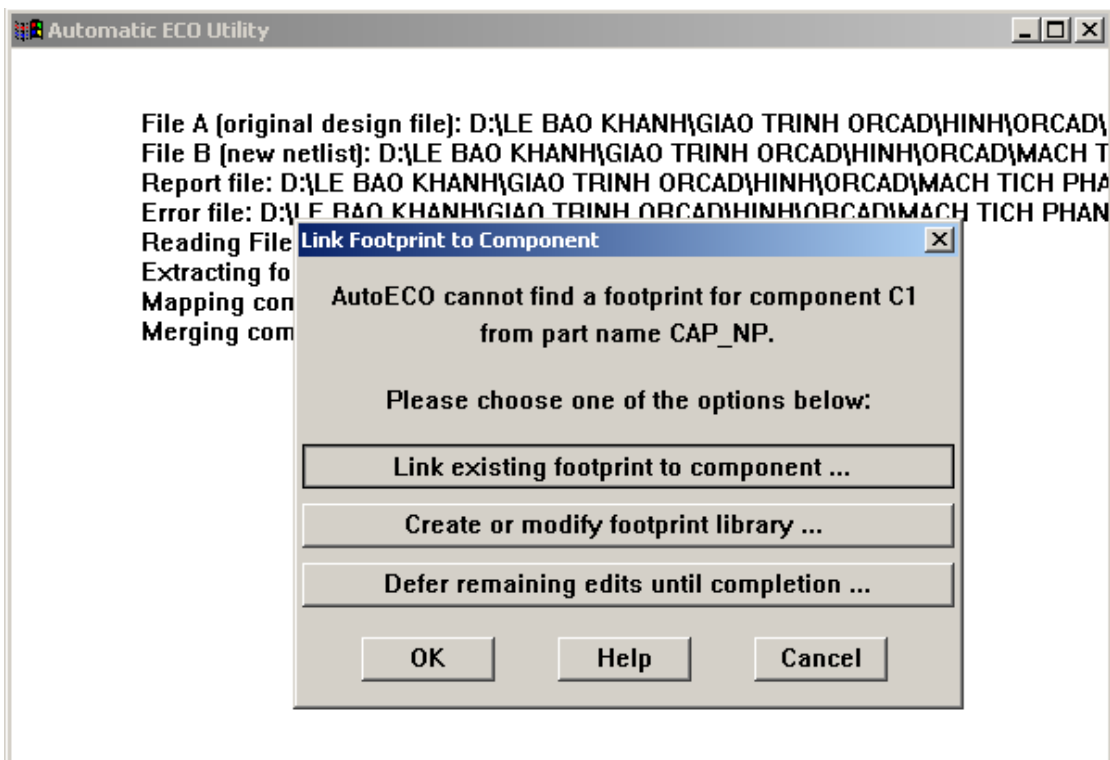 Automatic ECO Utility
File A (original design file): D:\LE BAO KHANH\GIAO TRINH ORCAD\HINH\ORCAD\
File B (new netlist): D:\LE BAO KHANH\GIAO TRINH ORCAD\HINH\ORCAD\MACH T
Report file: D:\LE BAO KHANH\GIAO TRINH ORCAD\HINH\ORCAD\MACH TICH PHA
Error file: D:\LE BAO KHANH\GIAO TRINH ORCAD\HINH\ORCAD\MACH TICH PHAN
Reading File
Extracting fo
Mapping con
Merging com
Link Footprint to Component
AutoECO cannot find a footprint for component C1
from part name CAP_NP.
Please choose one of the options below:
Link existing footprint to component ...
Create or modify footprint library ...
Defer remaining edits until completion ...
OK Help Cancel